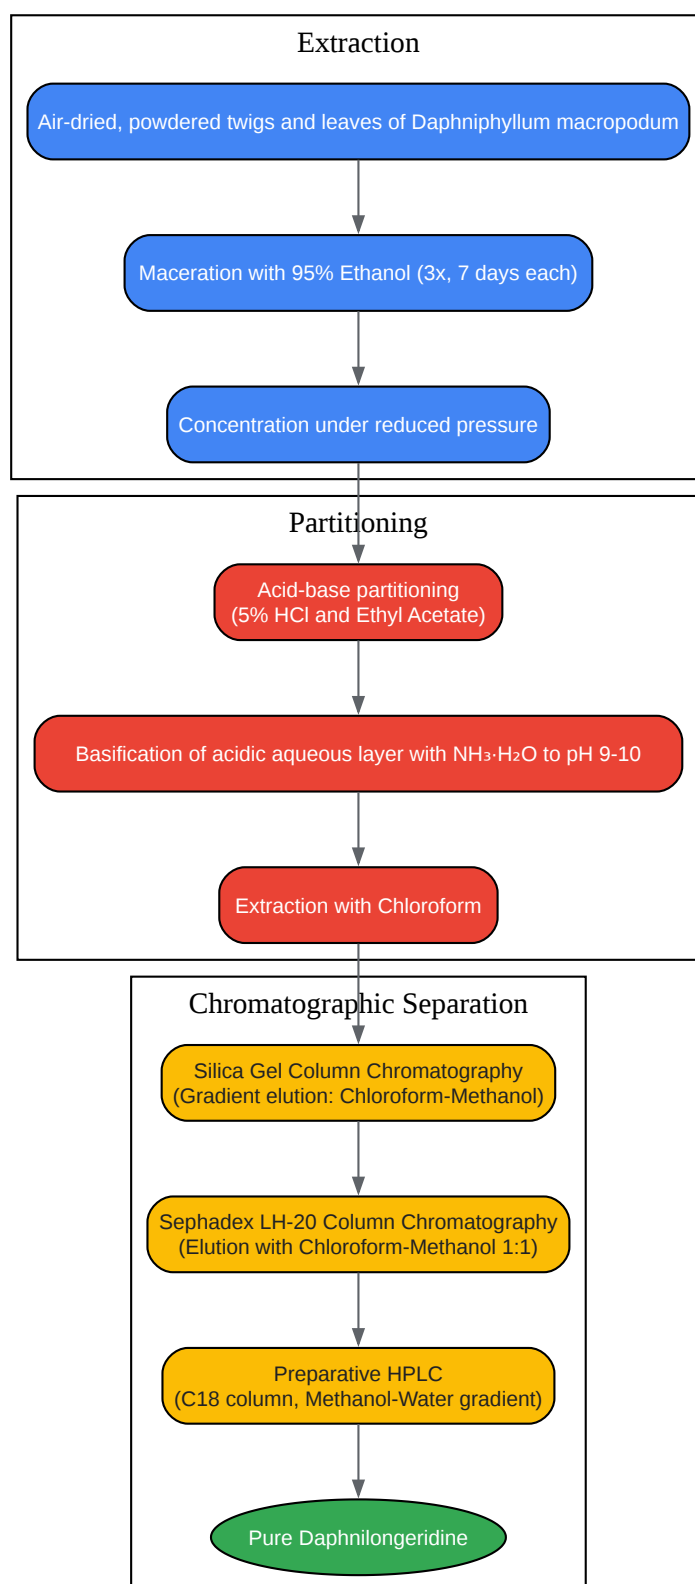 Extraction
Air-dried, powdered twigs and leaves of Daphniphyllum macropodum
Maceration with 95% Ethanol (3x, 7 days each)
Concentration under reduced pressure
Partitioning
Acid-base partitioning
(5% HCl and Ethyl Acetate)
Basification of acidic aqueous layer with NH₃·H₂O to pH 9-10
Extraction with Chloroform
Chromatographic Separation
Silica Gel Column Chromatography
(Gradient elution: Chloroform-Methanol)
Sephadex LH-20 Column Chromatography
(Elution with Chloroform-Methanol 1:1)
Preparative HPLC
(C18 column, Methanol-Water gradient)
Pure Daphnilongeridine